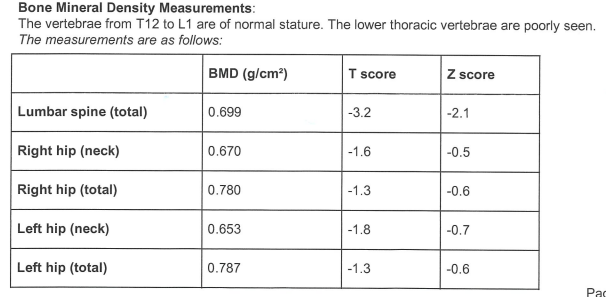 Bone Mineral Density Measurements:
The vertebrae from T12 to L1 are of normal stature. The lower thoracic vertebrae are poorly seen.
The measurements are as follows:
BMD (g/cm²) T score Z score
Lumbar spine (total) 0.699 -3.2 -2.1
Right hip (neck) 0.670 -1.6 -0.5
Right hip (total) 0.780 -1.3 -0.6
Left hip (neck) 0.653 -1.8 -0.7
Left hip (total) 0.787 -1.3 -0.6